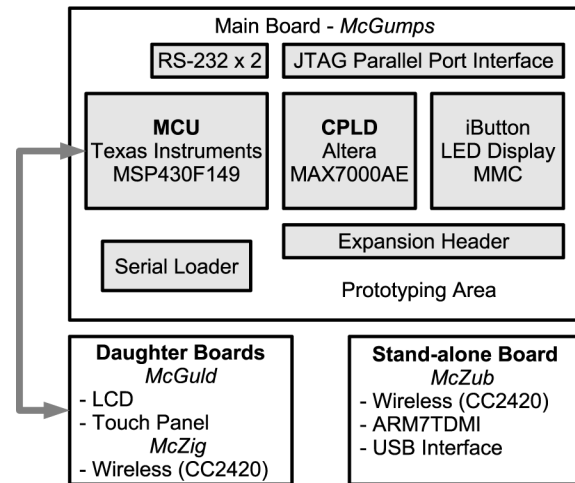 Main Board - McGumps
RS-232 x 2
JTAG Parallel Port Interface
MCU
Texas Instruments
MSP430F149
CPLD
Altera
MAX7000AE
iButton
LED Display
MMC
Serial Loader
Expansion Header
Prototyping Area
Daughter Boards
McGuld
- LCD
- Touch Panel
McZig
- Wireless (CC2420)
Stand-alone Board
McZub
- Wireless (CC2420)
- ARM7TDMI
- USB Interface